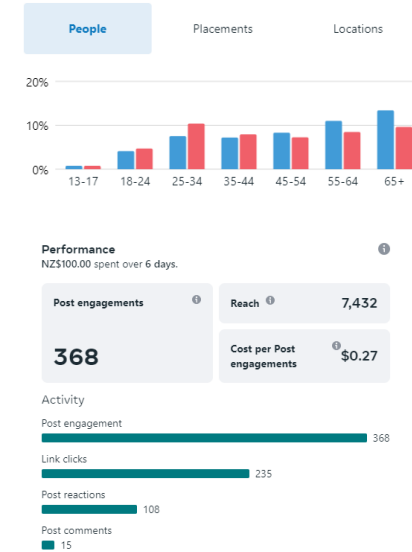 People Placements Locations
20%
10%
0%
13-17 18-24 25-34 35-44 45-54 55-64 65+
Performance
NZ$100.00 spent over 6 days.
Post engagements
368
Reach 7,432
Cost per Post engagements $0.27
Activity
Post engagement
368
Link clicks
235
Post reactions
108
Post comments
15